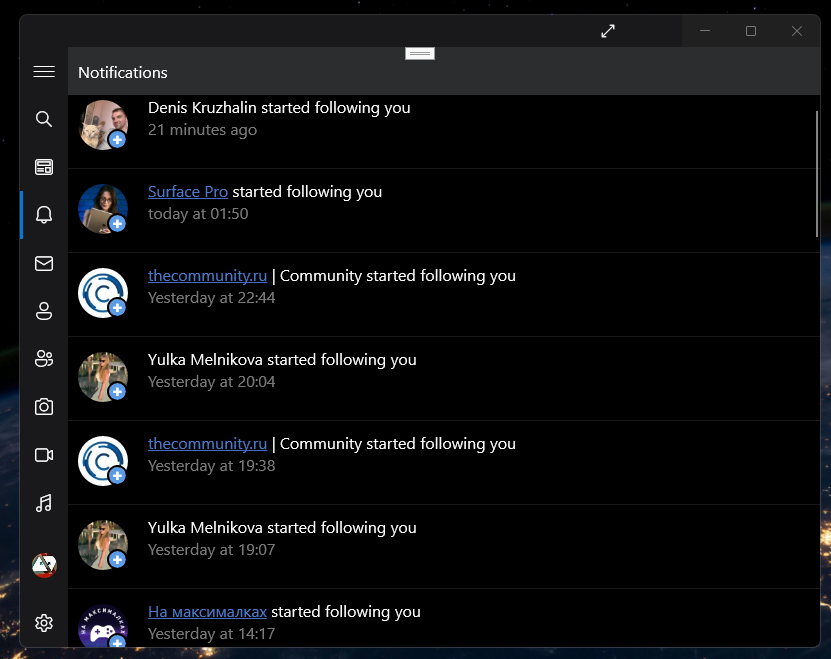 Notifications
Denis Kruzhalin started following you
21 minutes ago
Surface Pro started following you
today at 01:50
thecommunity.ru | Community started following you
Yesterday at 22:44
Yulka Melnikova started following you
Yesterday at 20:04
thecommunity.ru | Community started following you
Yesterday at 19:38
Yulka Melnikova started following you
Yesterday at 19:07
НА МАКСИМАЛКАХ
На максималках started following you
Yesterday at 14:17